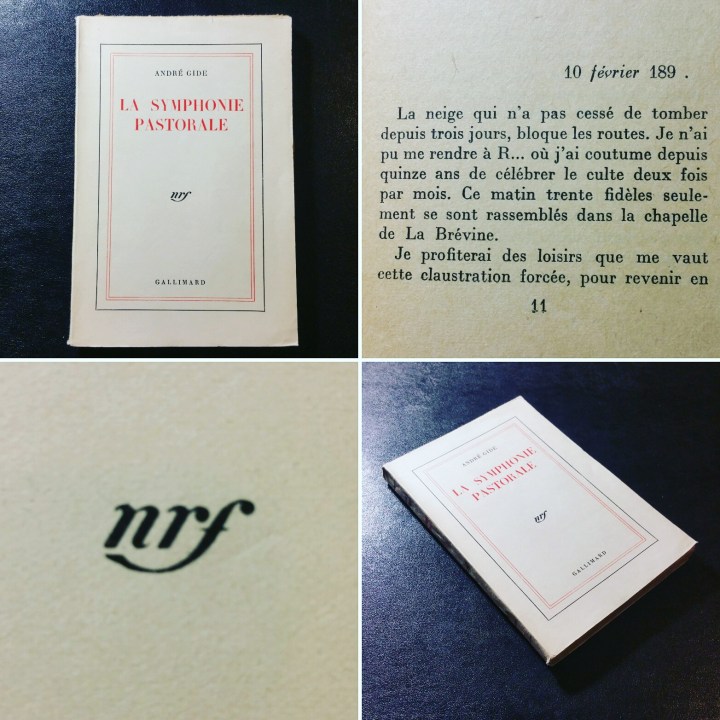 ANDRÉ GIDE
LA SYMPHONIE
PASTORALE
nrf
GALLIMARD
10 février 189 .
La neige qui n'a pas cessé de tomber
depuis trois jours, bloque les routes. Je n'ai
pu me rendre à R... où j'ai coutume depuis
quinze ans de célébrer le culte deux fois
par mois. Ce matin trente fidèles seule-
ment se sont rassemblés dans la chapelle
de La Brévine.
Je profiterai des loisirs que me vaut
cette claustration forcée, pour revenir en
11
nrf
ANDRÉ GIDE
LA SYMPHONIE
PASTORALE
nrf
GALLIMARD